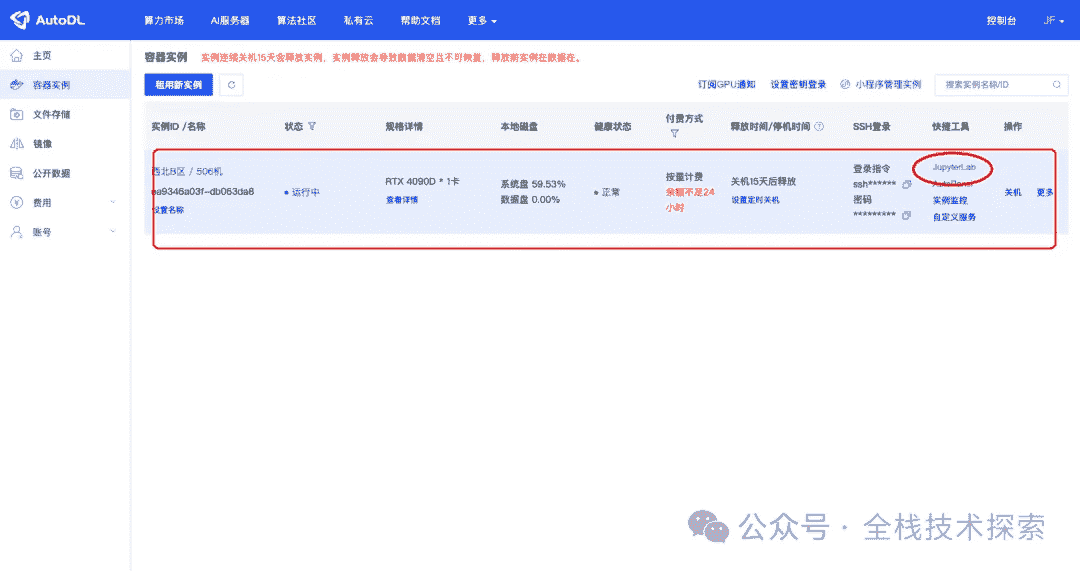 AutoDL
算力市场 AI服务器 算法社区 私有云 帮助文档 更多
控制台 JF
主页
容器实例
文件存储
镜像
公开数据
费用
账号
容器实例 实例连续关机15天会释放实例，实例释放会导致数据清空且不可恢复，释放前实例在数据在。
租用新实例
订阅GPU通知 设置密钥登录 小程序管理实例 搜索实例名称/ID
实例ID /名称 状态 规格详情 本地磁盘 健康状态 付费方式 释放时间/停机时间 SSH登录 快捷工具 操作
西北B区 / 506机
db063da8
设置名称
运行中
RTX 4090D * 1卡
查看详情
系统盘 59.53%
数据盘 0.00%
正常
按量计费
余额不足24
小时
关机15天后释放
设置定时关机
登录指令
ssh******
密码
*********
JupyterLab
AutoPanel
实例监控
自定义服务
关机 更多
公众号 · 全栈技术探索